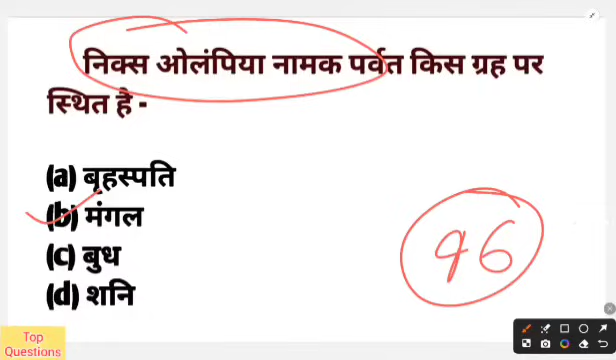 निक्स ओलंपिया नामक पर्वत किस ग्रह पर
स्थित है -
(a) बृहस्पति
(b) मंगल
(c) बुध
(d) शनि
96
Top
Questions